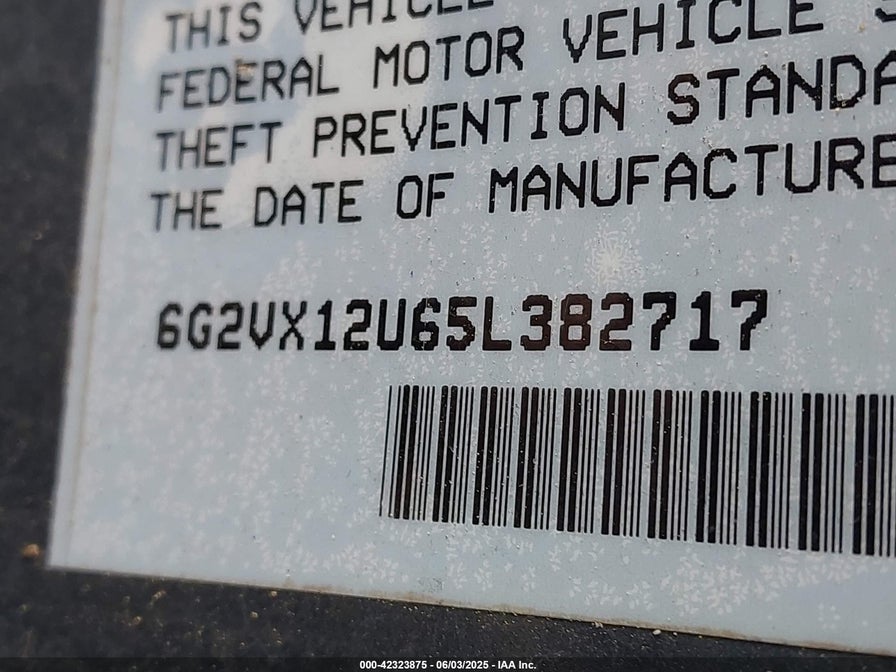 THIS VEHICLE
FEDERAL MOTOR VEHICLE
THEFT PREVENTION STANDA
THE DATE OF MANUFACTURE
6G2VX12U65L382717
000-42323875 - 06/03/2025 - IAA Inc.